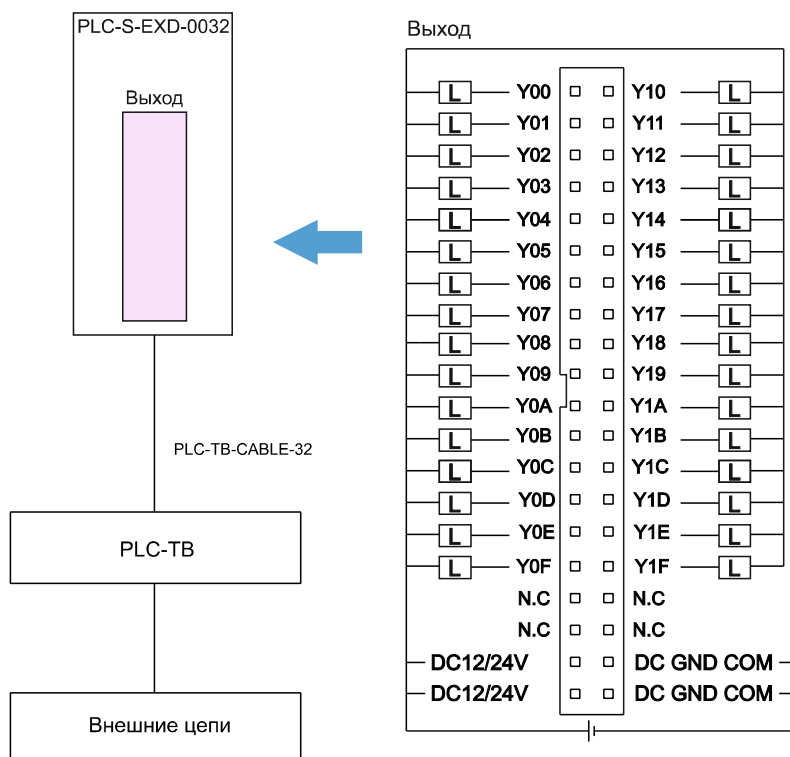 PLC-S-EXD-0032
Выход
PLC-TB-CABLE-32
PLC-TB
Внешние цепи
Выход
L Y00 Y10 L
L Y01 Y11 L
L Y02 Y12 L
L Y03 Y13 L
L Y04 Y14 L
L Y05 Y15 L
L Y06 Y16 L
L Y07 Y17 L
L Y08 Y18 L
L Y09 Y19 L
L Y0A Y1A L
L Y0B Y1B L
L Y0C Y1C L
L Y0D Y1D L
L Y0E Y1E L
L Y0F Y1F L
N.C N.C
N.C N.C
DC12/24V DC GND COM
DC12/24V DC GND COM